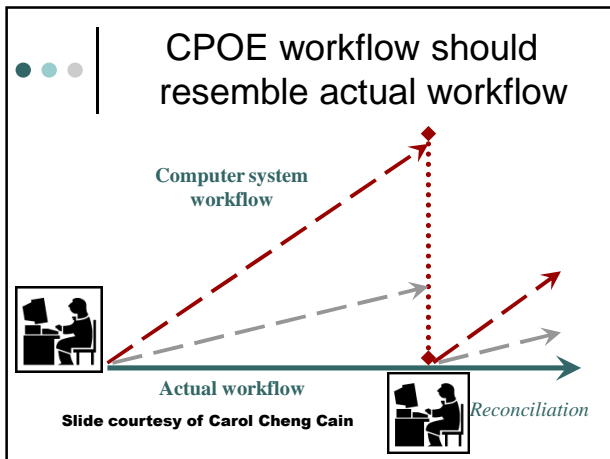 CPOE workflow should
resemble actual workflow
Computer system
workflow
Actual workflow
Reconciliation
Slide courtesy of Carol Cheng Cain